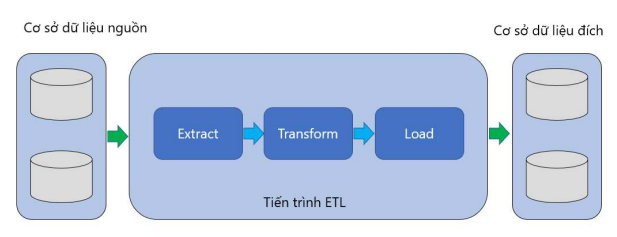 Cơ sở dữ liệu nguồn
Cơ sở dữ liệu đích
Extract
Transform
Load
Tiến trình ETL